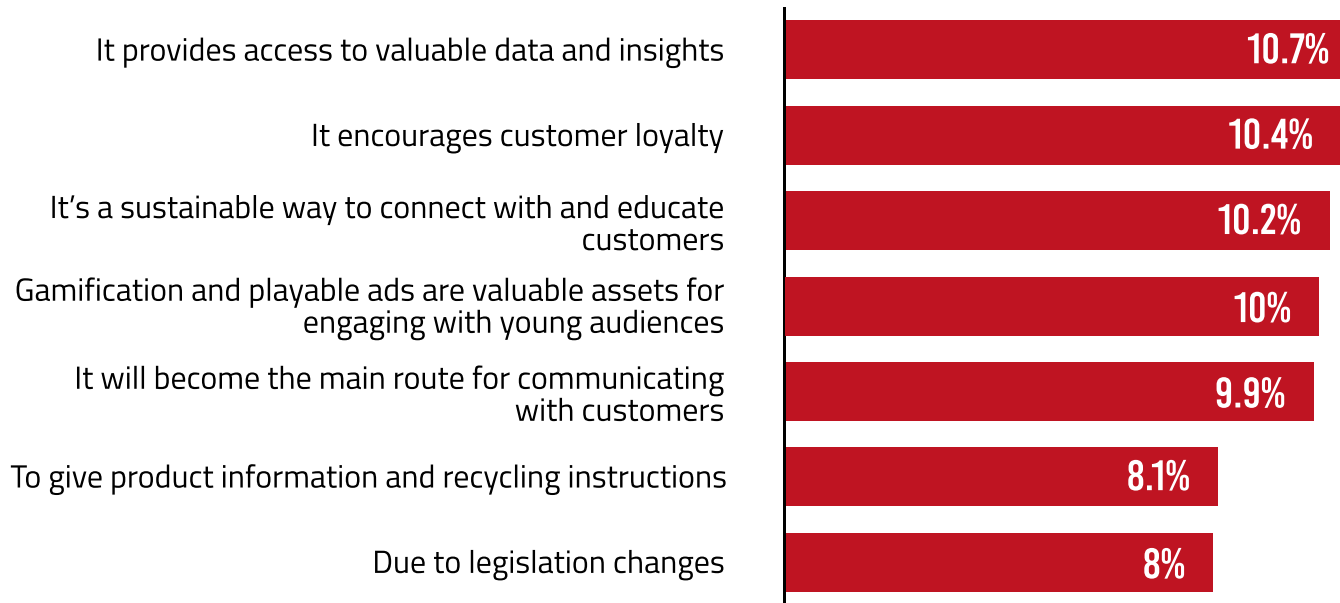 It provides access to valuable data and insights
10.7%
It encourages customer loyalty
10.4%
It’s a sustainable way to connect with and educate
customers
10.2%
Gamification and playable ads are valuable assets for
engaging with young audiences
10%
It will become the main route for communicating
with customers
9.9%
To give product information and recycling instructions
8.1%
Due to legislation changes
8%